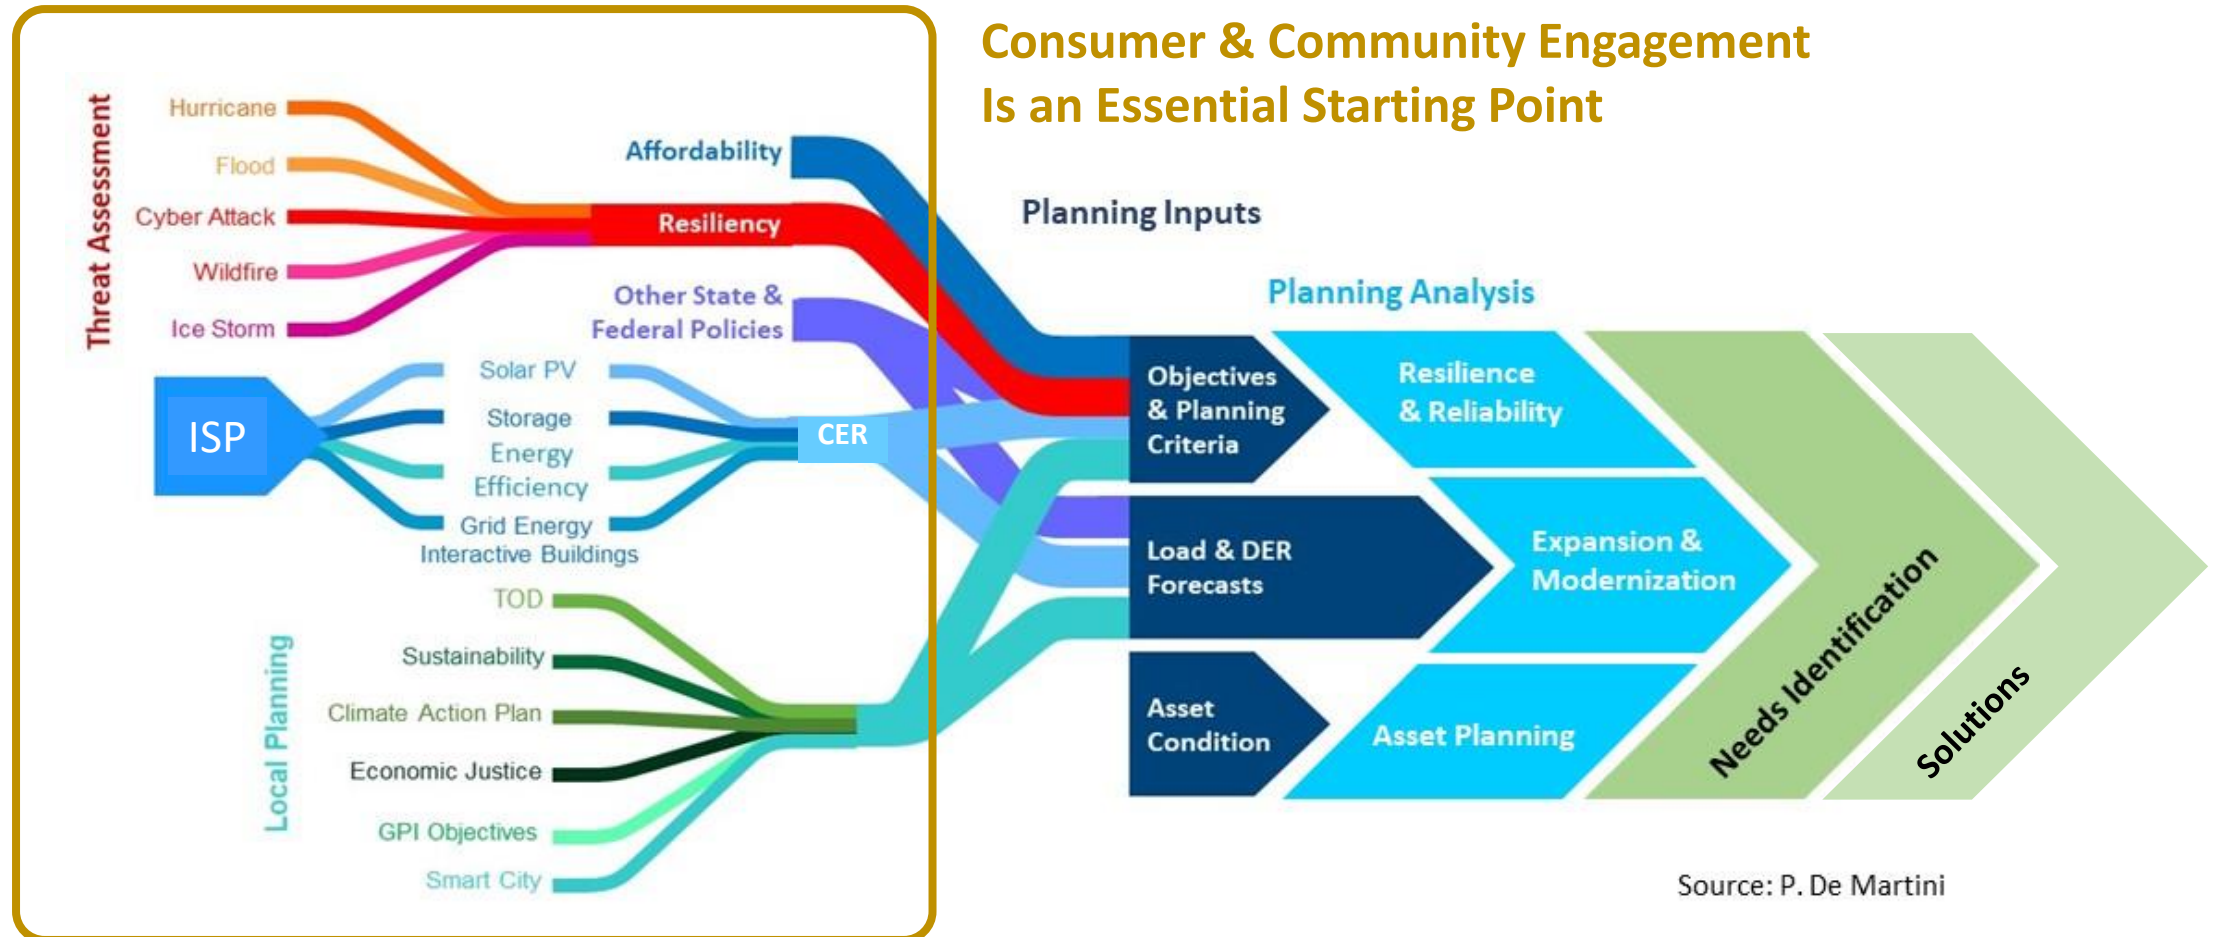 Consumer & Community Engagement
Is an Essential Starting Point
Threat Assessment
Hurricane
Flood
Cyber Attack
Wildfire
Ice Storm
Affordability
Resiliency
Other State &
Federal Policies
ISP
Solar PV
Storage
Energy
Efficiency
Grid Energy
Interactive Buildings
CER
Local Planning
TOD
Sustainability
Climate Action Plan
Economic Justice
GPI Objectives
Smart City
Planning Inputs
Objectives
& Planning
Criteria
Load & DER
Forecasts
Asset
Condition
Planning Analysis
Resilience
& Reliability
Expansion &
Modernization
Asset Planning
Needs Identification
Solutions
Source: P. De Martini